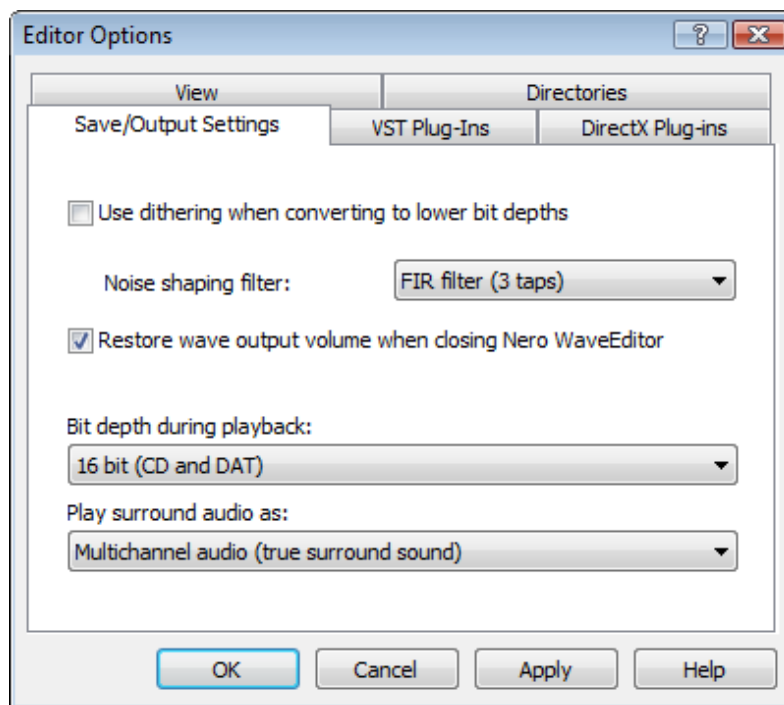 Editor Options
View
Directories
Save/Output Settings
VST Plug-Ins
DirectX Plug-ins
Use dithering when converting to lower bit depths
Noise shaping filter:
FIR filter (3 taps)
Restore wave output volume when closing Nero WaveEditor
Bit depth during playback:
16 bit (CD and DAT)
Play surround audio as:
Multichannel audio (true surround sound)
OK
Cancel
Apply
Help